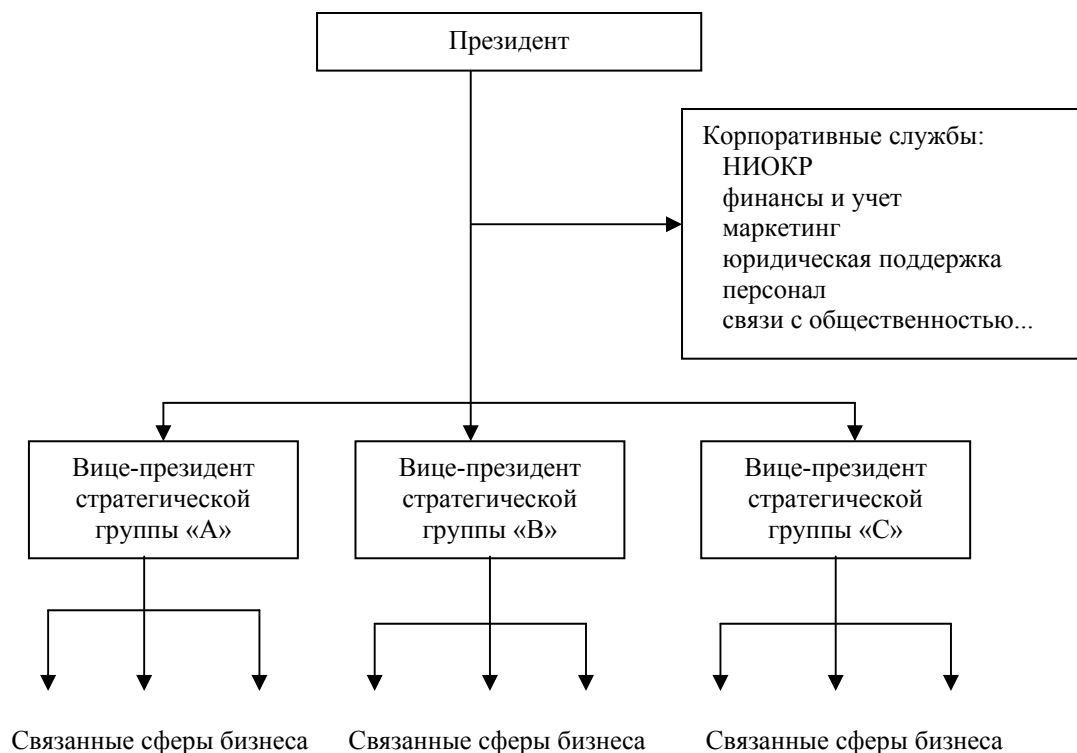 Президент
Корпоративные службы:
НИОКР
финансы и учет
маркетинг
юридическая поддержка
персонал
связи с общественностью...
Вице-президент
стратегической
группы «А»
Вице-президент
стратегической
группы «В»
Вице-президент
стратегической
группы «С»
Связанные сферы бизнеса
Связанные сферы бизнеса
Связанные сферы бизнеса